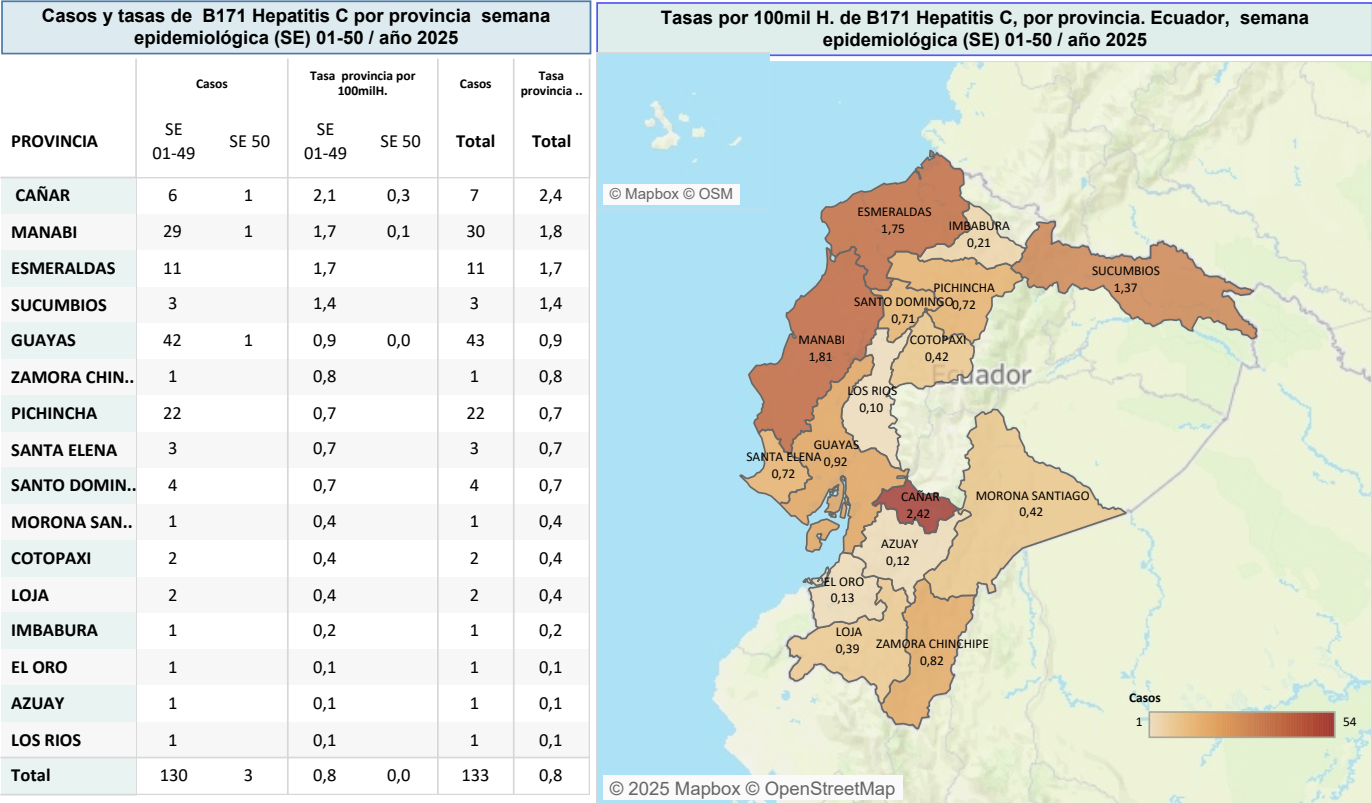 Casos y tasas de B171 Hepatitis C por provincia semana
epidemiológica (SE) 01-50 / año 2025
Casos
Tasa provincia por
100milH.
Casos
Tasa
provincia ..
PROVINCIA
SE
01-49
SE 50
SE
01-49
SE 50
Total
Total
CAÑAR 6 1 2,1 0,3 7 2,4
MANABI 29 1 1,7 0,1 30 1,8
ESMERALDAS 11 1,7 11 1,7
SUCUMBIOS 3 1,4 3 1,4
GUAYAS 42 1 0,9 0,0 43 0,9
ZAMORA CHIN.. 1 0,8 1 0,8
PICHINCHA 22 0,7 22 0,7
SANTA ELENA 3 0,7 3 0,7
SANTO DOMIN.. 4 0,7 4 0,7
MORONA SAN.. 1 0,4 1 0,4
COTOPAXI 2 0,4 2 0,4
LOJA 2 0,4 2 0,4
IMBABURA 1 0,2 1 0,2
EL ORO 1 0,1 1 0,1
AZUAY 1 0,1 1 0,1
LOS RIOS 1 0,1 1 0,1
Total 130 3 0,8 0,0 133 0,8
Tasas por 100mil H. de B171 Hepatitis C, por provincia. Ecuador, semana
epidemiológica (SE) 01-50 / año 2025
© Mapbox © OSM
ESMERALDAS
1,75
IMBABURA
0,21
SUCUMBIOS
1,37
PICHINCHA
0,72
SANTO DOMINGO
0,71
MANABI
1,81
COTOPAXI
0,42
Ecuador
LOS RIOS
0,10
GUAYAS
0,92
SANTA ELENA
0,72
CAÑAR
2,42
MORONA SANTIAGO
0,42
AZUAY
0,12
EL ORO
0,13
LOJA
0,39
ZAMORA CHINCHIPE
0,82
Casos
1 54
© 2025 Mapbox © OpenStreetMap